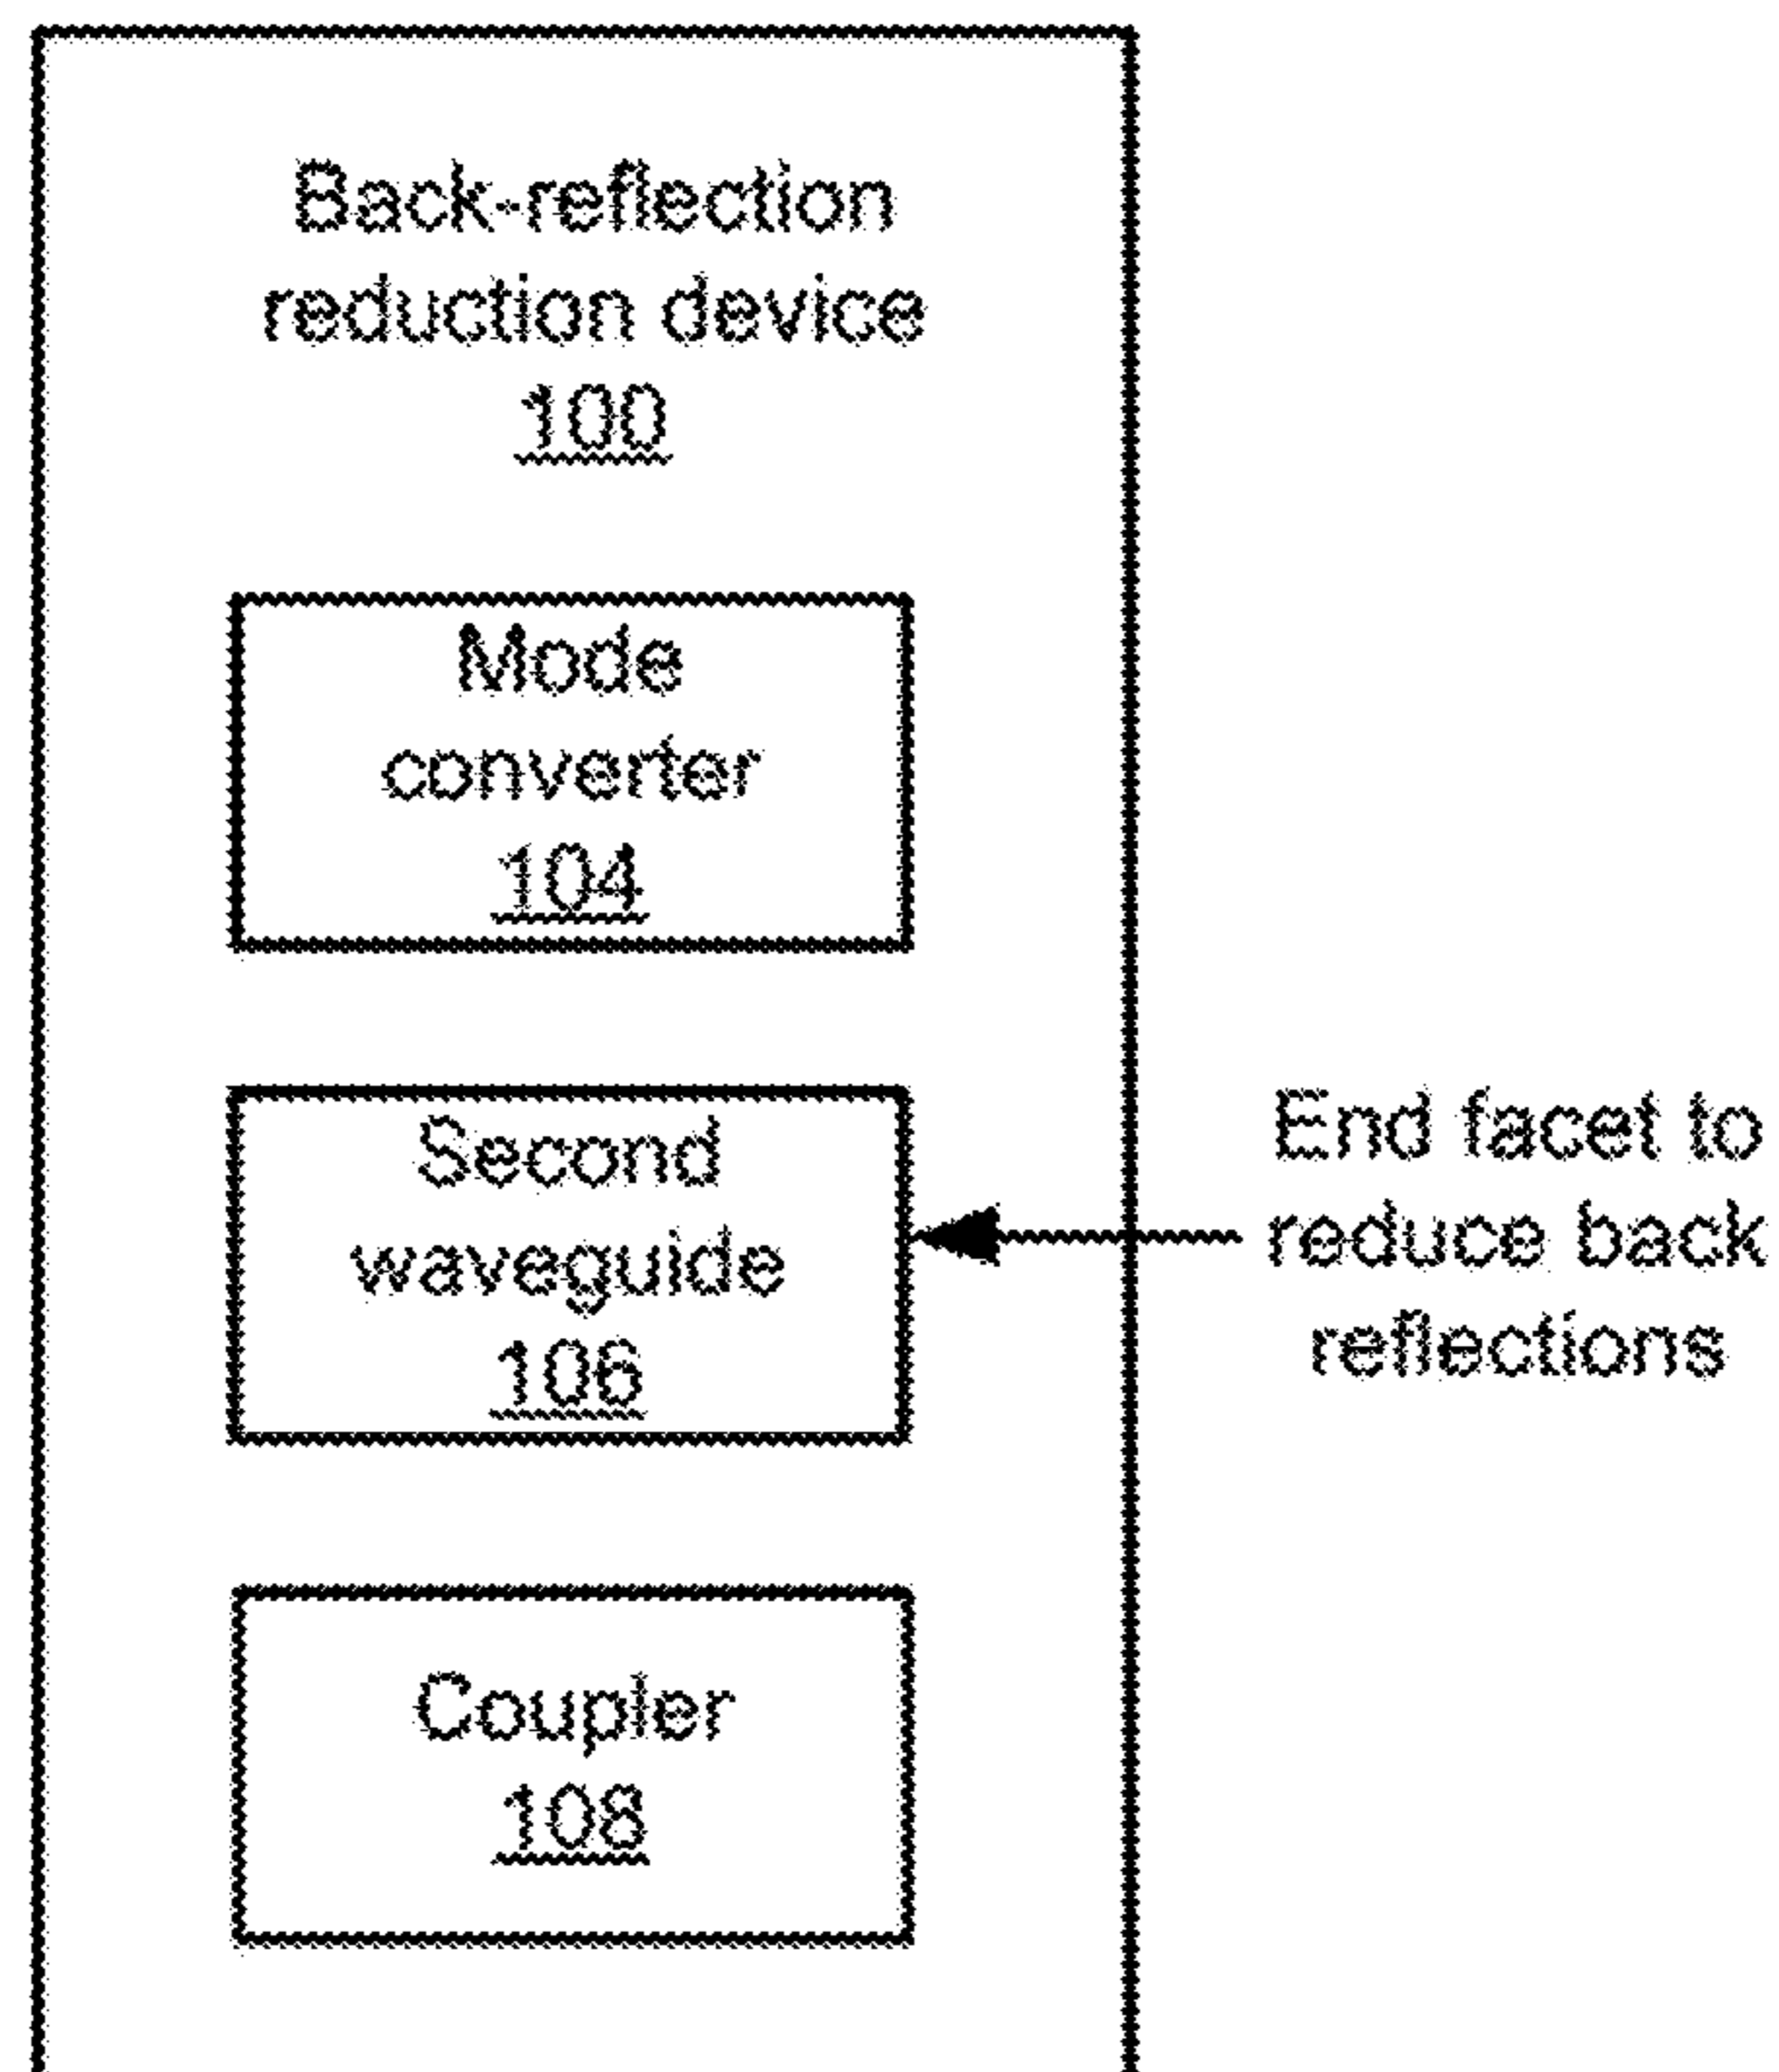 Back-reflection
reduction device
100
Mode
converter
104
Second
waveguide
106
End facet to
reduce back
reflections
Coupler
108